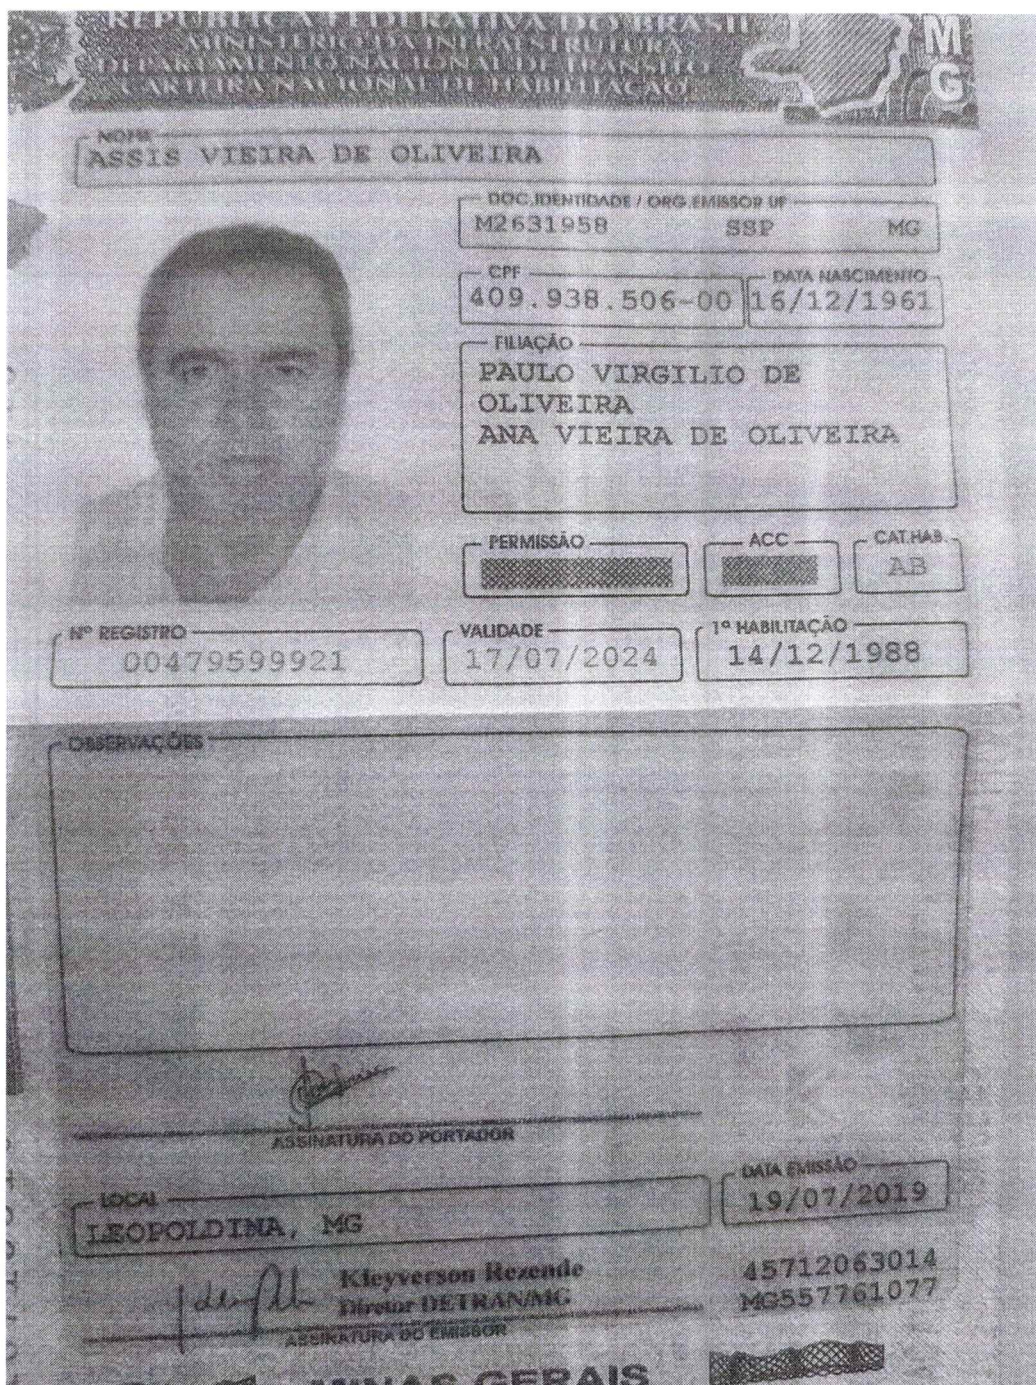 REPÚBLICA FEDERATIVA DO BRASIL
MINISTÉRIO DA INFRAESTRUTURA
DEPARTAMENTO NACIONAL DE TRÂNSITO
CARTEIRA NACIONAL DE HABILITAÇÃO
MG
NOME
ASSIS VIEIRA DE OLIVEIRA
DOC. IDENTIDADE / ORG. EMISSOR UF
M2631958 SSP MG
CPF DATA NASCIMENTO
409.938.506-00 16/12/1961
FILIAÇÃO
PAULO VIRGILIO DE
OLIVEIRA
ANA VIEIRA DE OLIVEIRA
PERMISSÃO ACC CAT.HAB.
AB
Nº REGISTRO VALIDADE 1ª HABILITAÇÃO
00479599921 17/07/2024 14/12/1988
OBSERVAÇÕES
ASSINATURA DO PORTADOR
LOCAL DATA EMISSÃO
LEOPOLDINA, MG 19/07/2019
Kleyverson Rezende 45712063014
Diretor DETRAN/MG MG557761077
ASSINATURA DO EMISSOR
MINAS GERAIS